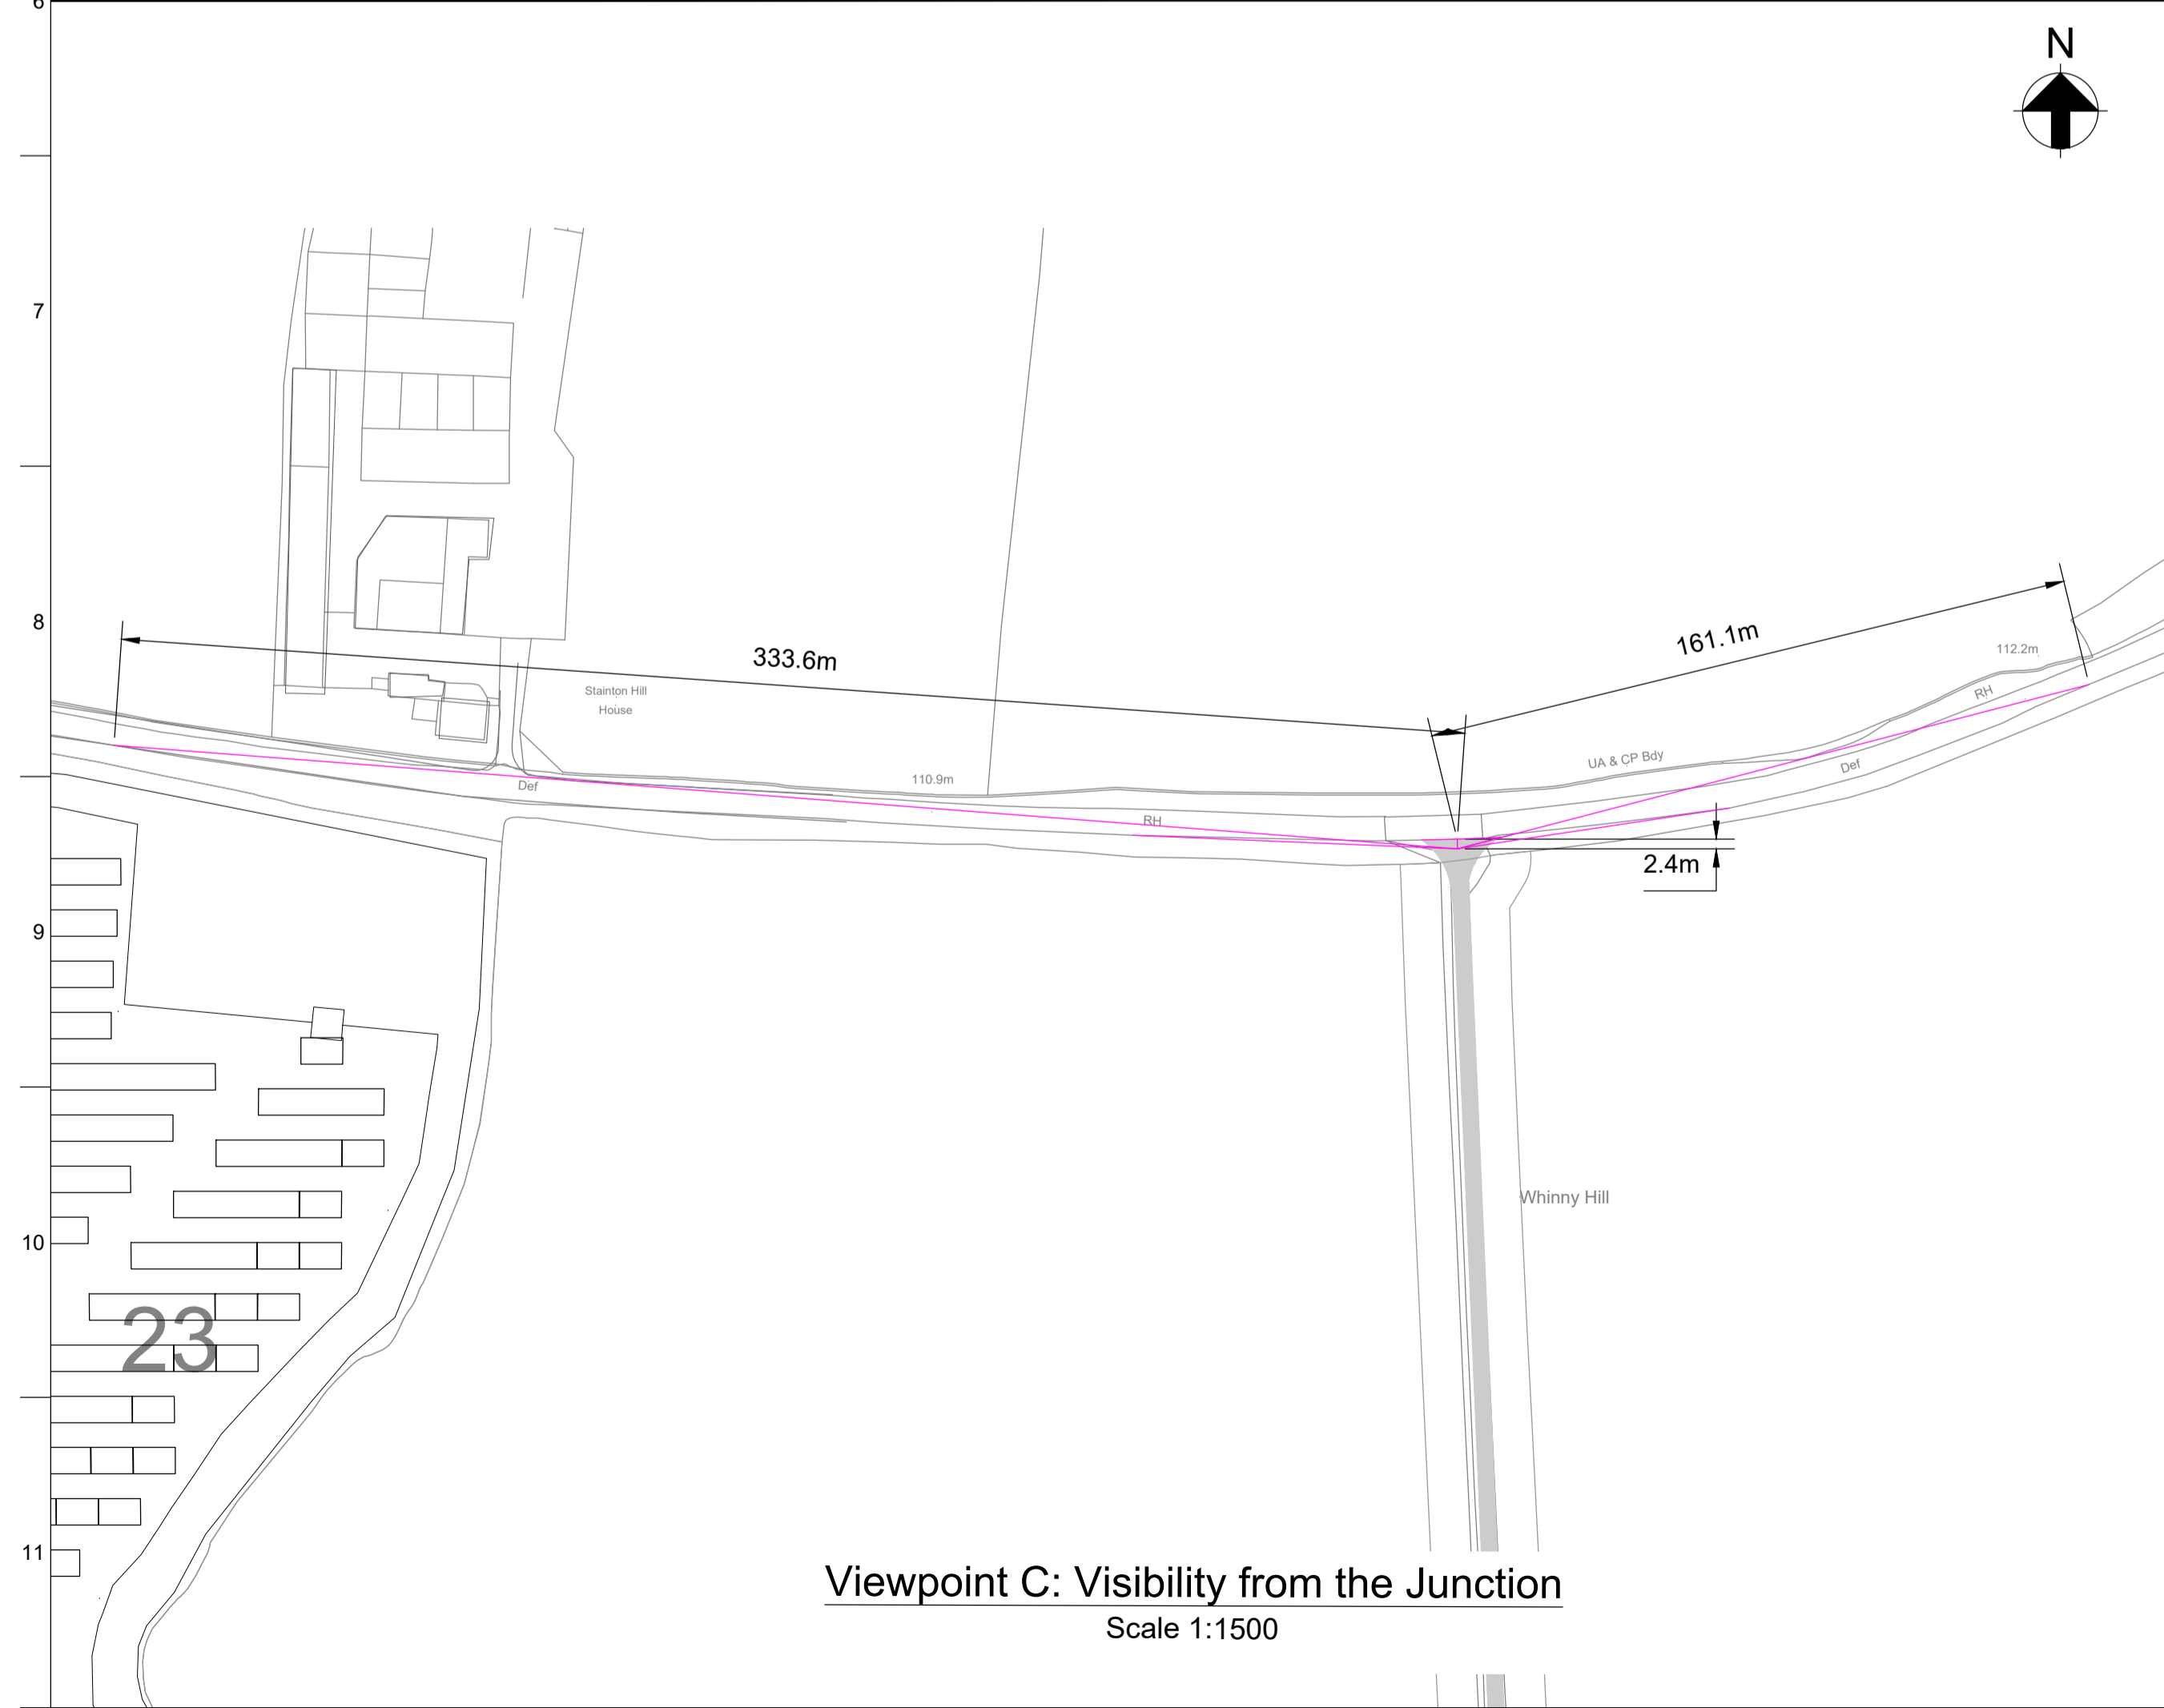 6
N
7
8
333.6m
161.1m
112.2m
Stainton Hill
House
RH
UA & CP Bdy
110.9m
Def
Def
RH
2.4m
9
Whinny Hill
10
23
11
Viewpoint C: Visibility from the Junction
Scale 1:1500